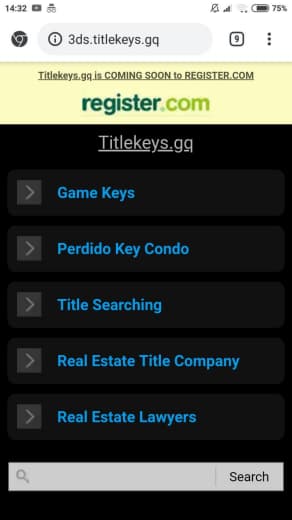 14:32 75%
3ds.titlekeys.gq 9
Titlekeys.gq is COMING SOON to REGISTER.COM
register.com
Titlekeys.gq
Game Keys
Perdido Key Condo
Title Searching
Real Estate Title Company
Real Estate Lawyers
Search